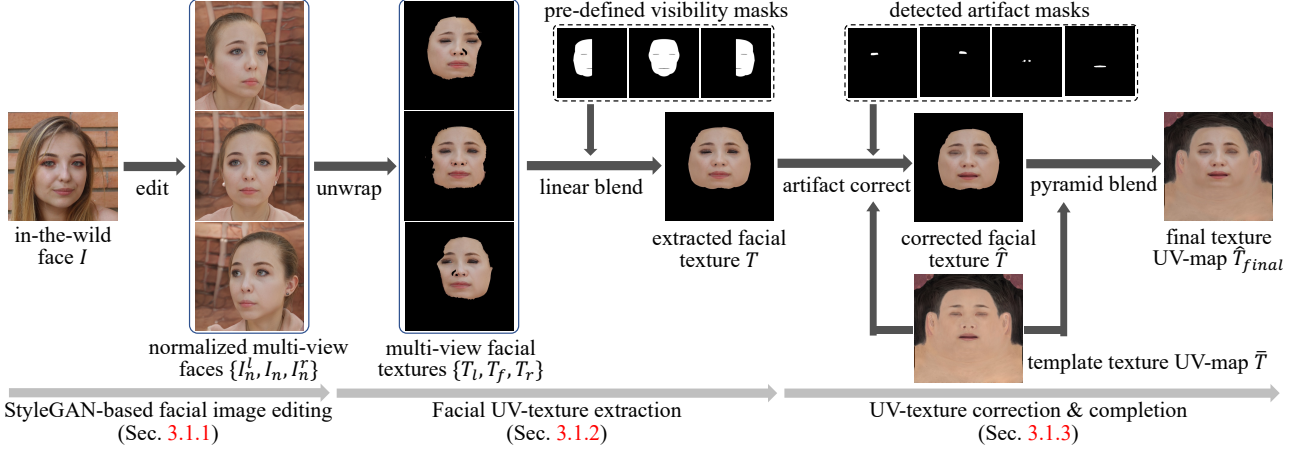 pre-defined visibility masks
detected artifact masks
edit
unwrap
linear blend
artifact correct
pyramid blend
in-the-wild
face I
extracted facial
texture T
corrected facial
texture T̂
final texture
UV-map T̂_final
normalized multi-view
faces {I_n^l, I_n, I_n^r}
multi-view facial
textures {T_l, T_f, T_r}
template texture UV-map T̄
StyleGAN-based facial image editing
(Sec. 3.1.1)
Facial UV-texture extraction
(Sec. 3.1.2)
UV-texture correction & completion
(Sec. 3.1.3)